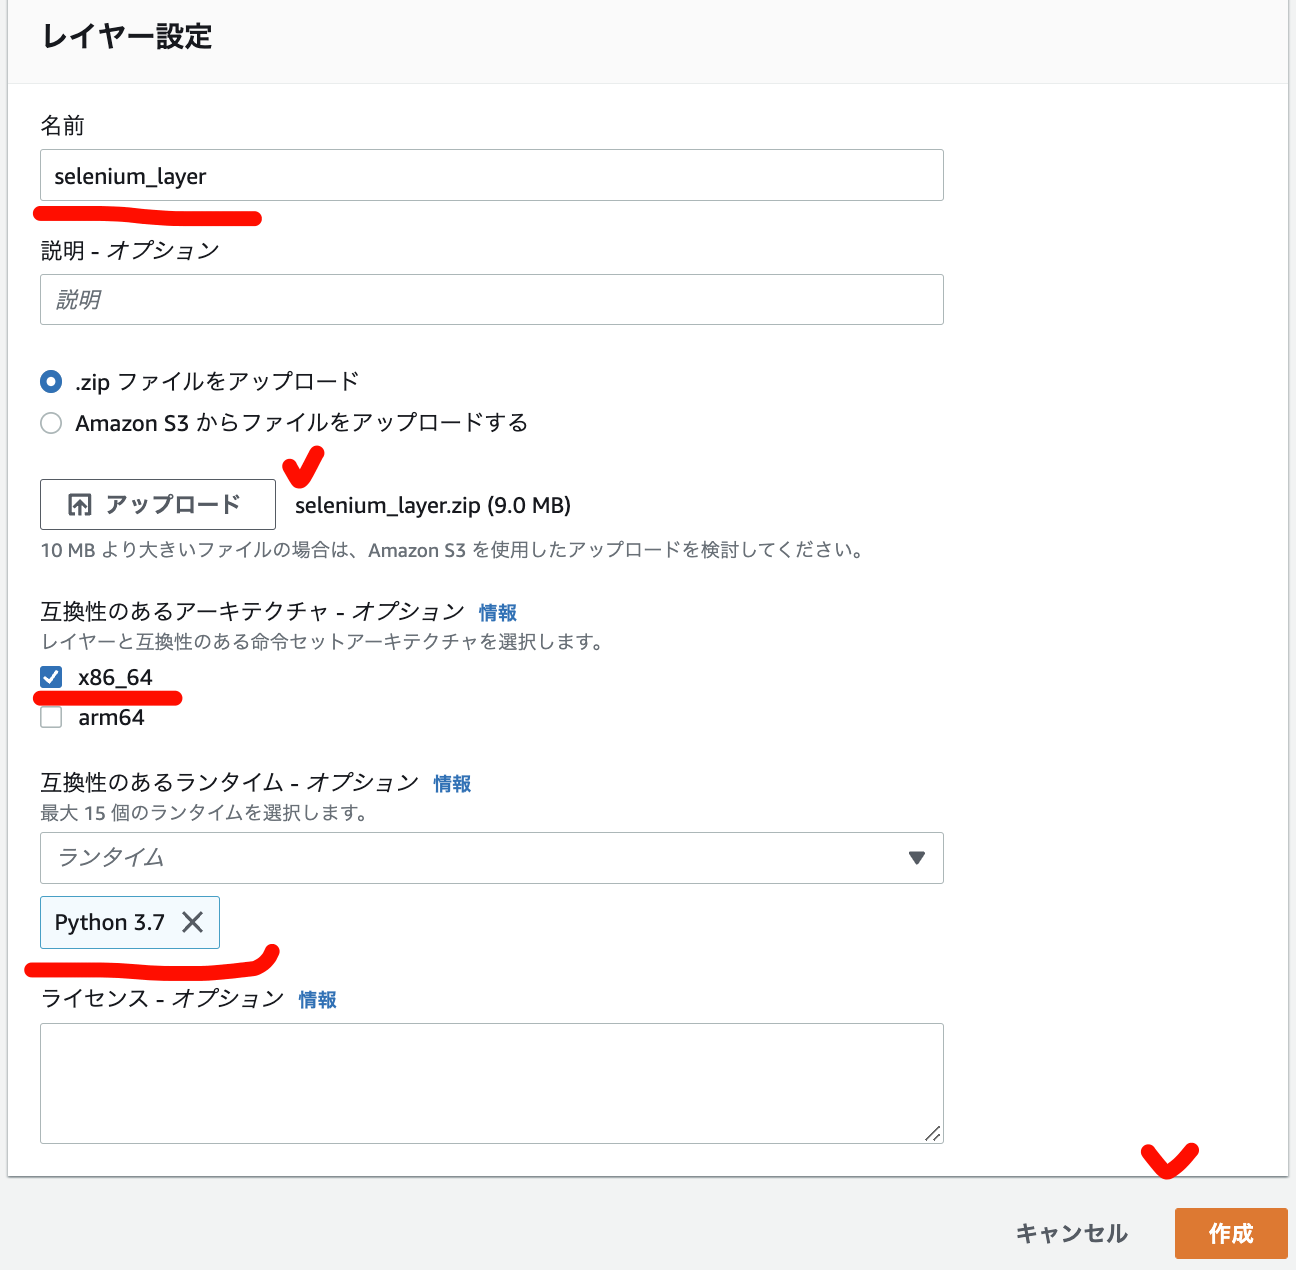 レイヤー設定
名前
selenium_layer
説明 - オプション
説明
.zip ファイルをアップロード
Amazon S3 からファイルをアップロードする
アップロード selenium_layer.zip (9.0 MB)
10 MB より大きいファイルの場合は、Amazon S3 を使用したアップロードを検討してください。
互換性のあるアーキテクチャ - オプション 情報
レイヤーと互換性のある命令セットアーキテクチャを選択します。
x86_64
arm64
互換性のあるランタイム - オプション 情報
最大 15 個のランタイムを選択します。
ランタイム
Python 3.7
ライセンス - オプション 情報
キャンセル 作成